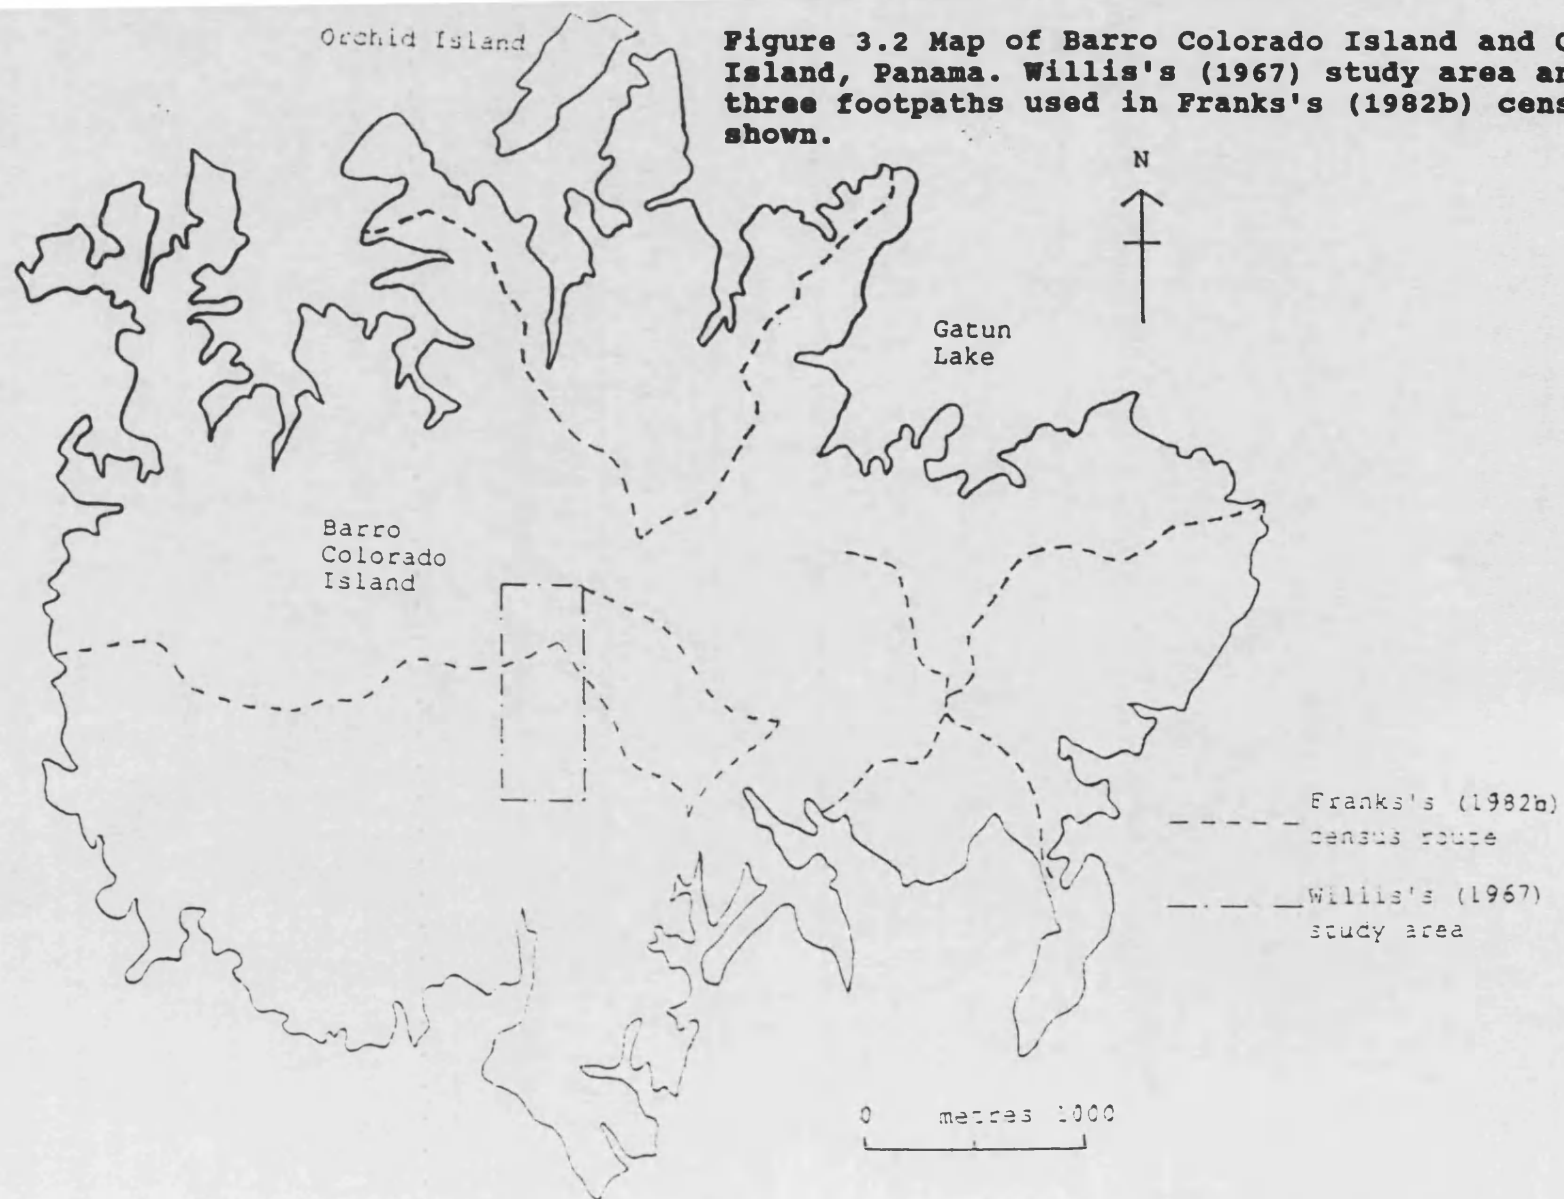 Orchid Island
Figure 3.2 Map of Barro Colorado Island and
Island, Panama. Willis's (1967) study area
three footpaths used in Franks's (1982b)
shown.
N
Gatun
Lake
Barro
Colorado
Island
Franks's (1982b)
census route
Willis's (1967)
study area
0 metres 1000